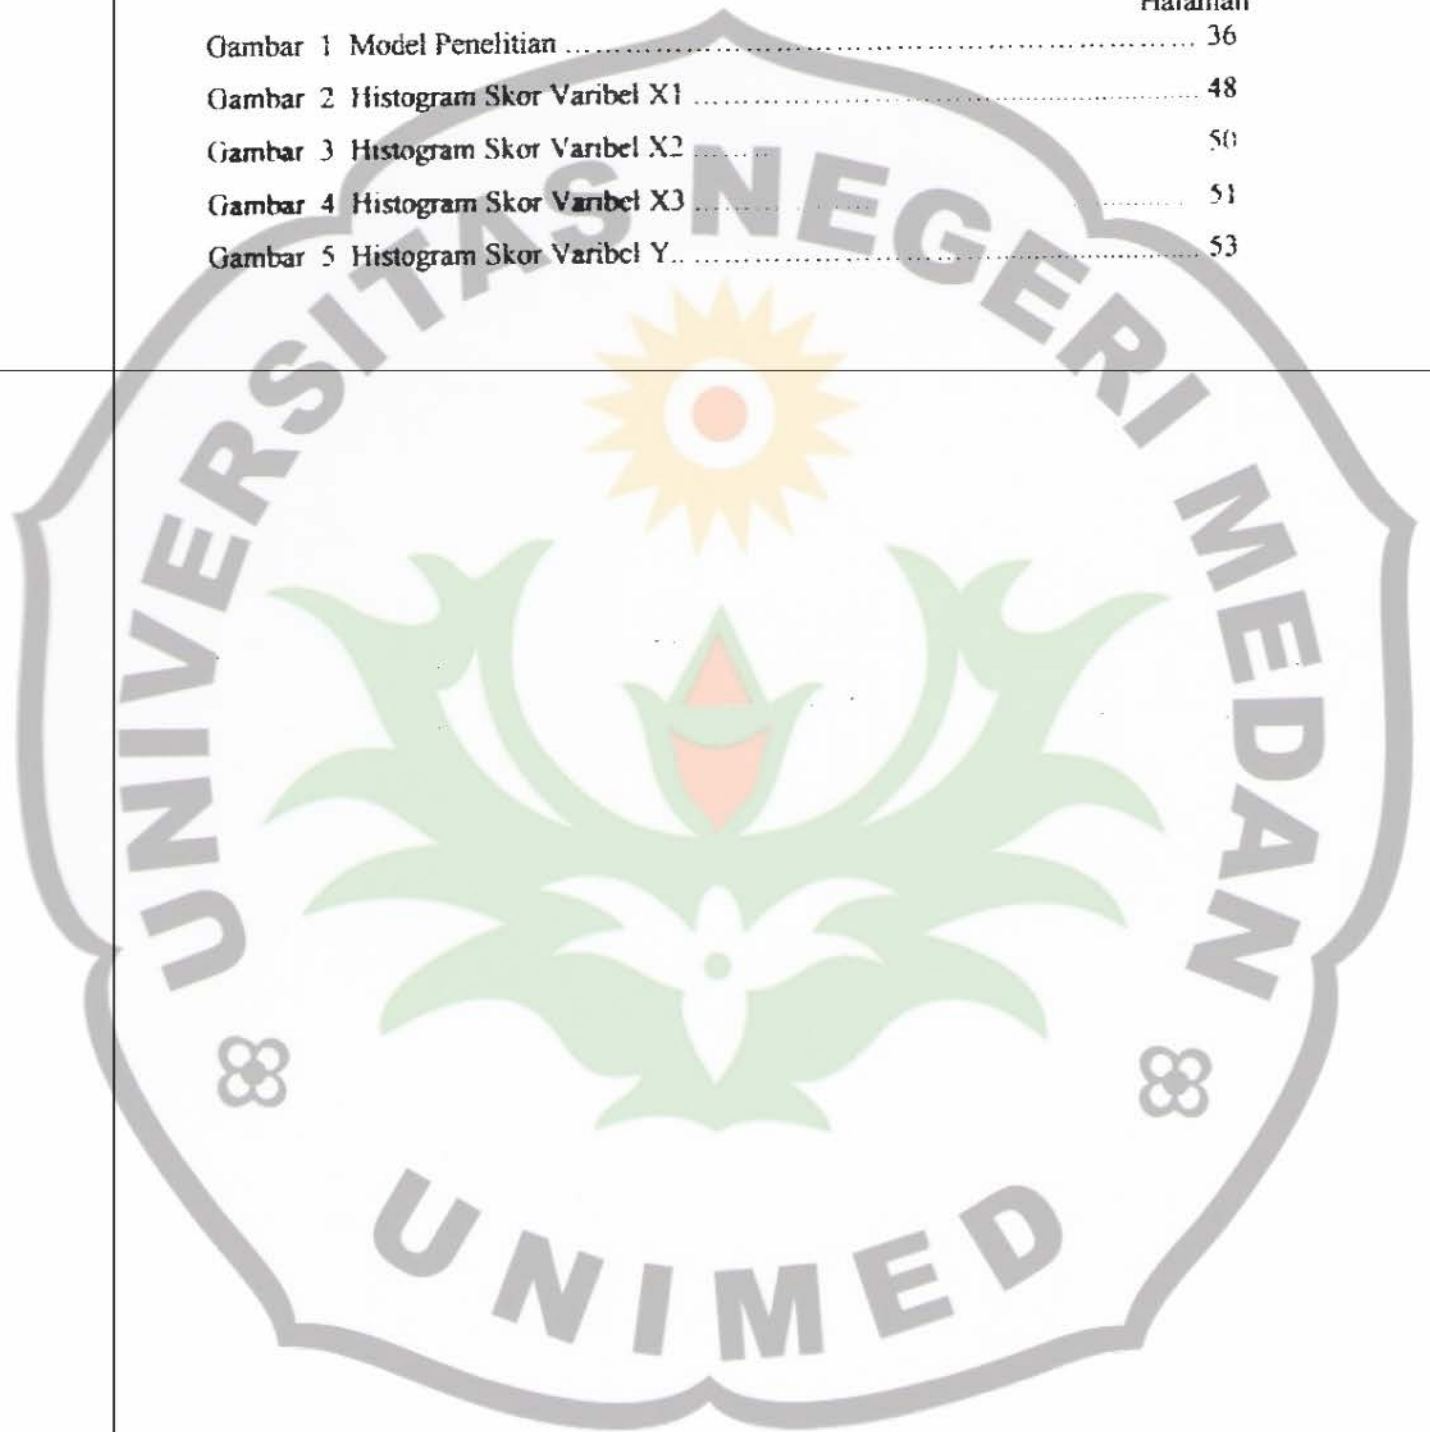 Halaman
Gambar 1 Model Penelitian ........ 36
Gambar 2 Histogram Skor Varibel X1 ........ 48
Gambar 3 Histogram Skor Varibel X2 ........ 50
Gambar 4 Histogram Skor Varibel X3 ........ 51
Gambar 5 Histogram Skor Varibel Y ........ 53
UNIVERSITAS NEGERI MEDAN
UNIMED